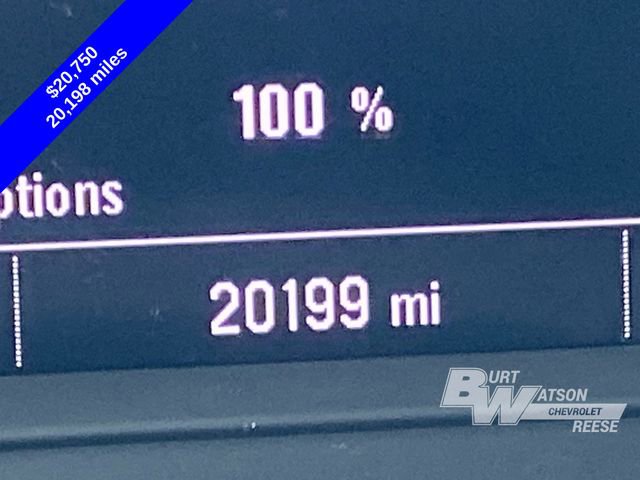 $20,750
20,198 miles
100 %
ptions
20199 mi
BURT
WATSON
CHEVROLET
REESE